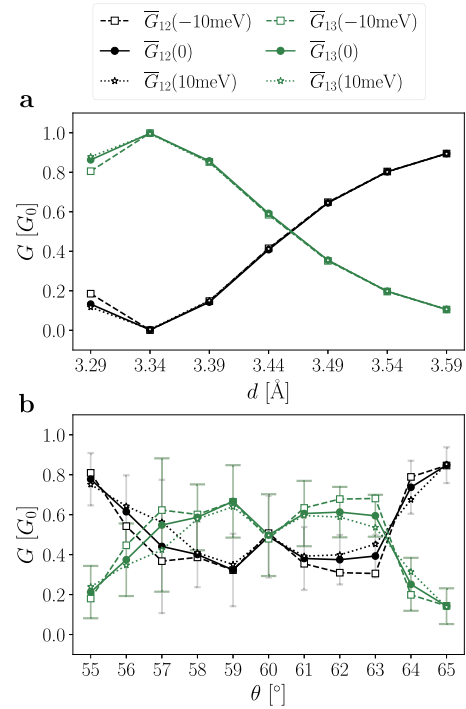 G̅₁₂(−10meV) G̅₁₃(−10meV)
G̅₁₂(0) G̅₁₃(0)
G̅₁₂(10meV) G̅₁₃(10meV)
a
1.0
0.8
0.6
0.4
0.2
0.0
G [G₀]
3.29 3.34 3.39 3.44 3.49 3.54 3.59
d [Å]
b
1.0
0.8
0.6
0.4
0.2
0.0
G [G₀]
55 56 57 58 59 60 61 62 63 64 65
θ [°]